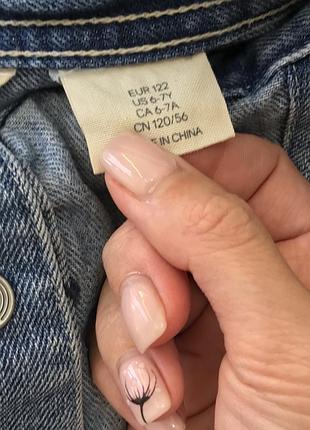 EUR 122
US 6-7Y
CA 6-7A
CN 120/56
IN CHINA